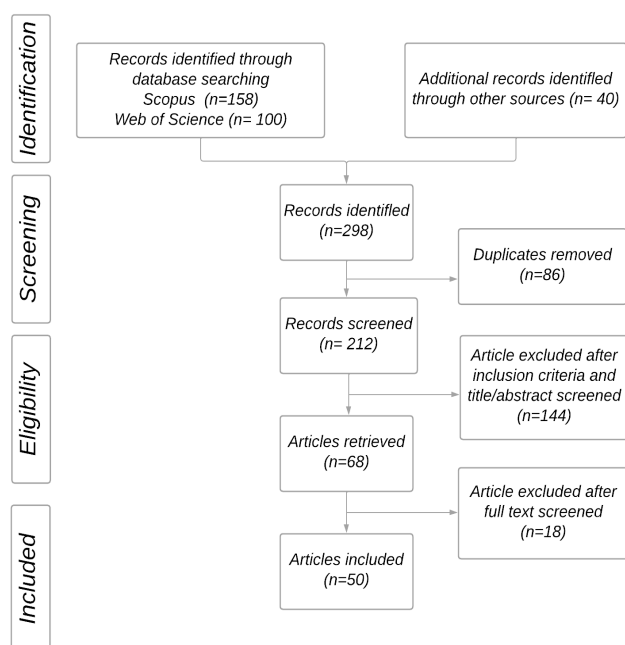 Identification
Records identified through
database searching
Scopus (n=158)
Web of Science (n= 100)
Additional records identified
through other sources (n= 40)
Screening
Records identified
(n=298)
Duplicates removed
(n=86)
Records screened
(n= 212)
Eligibility
Article excluded after
inclusion criteria and
title/abstract screened
(n=144)
Articles retrieved
(n=68)
Article excluded after
full text screened
(n=18)
Included
Articles included
(n=50)